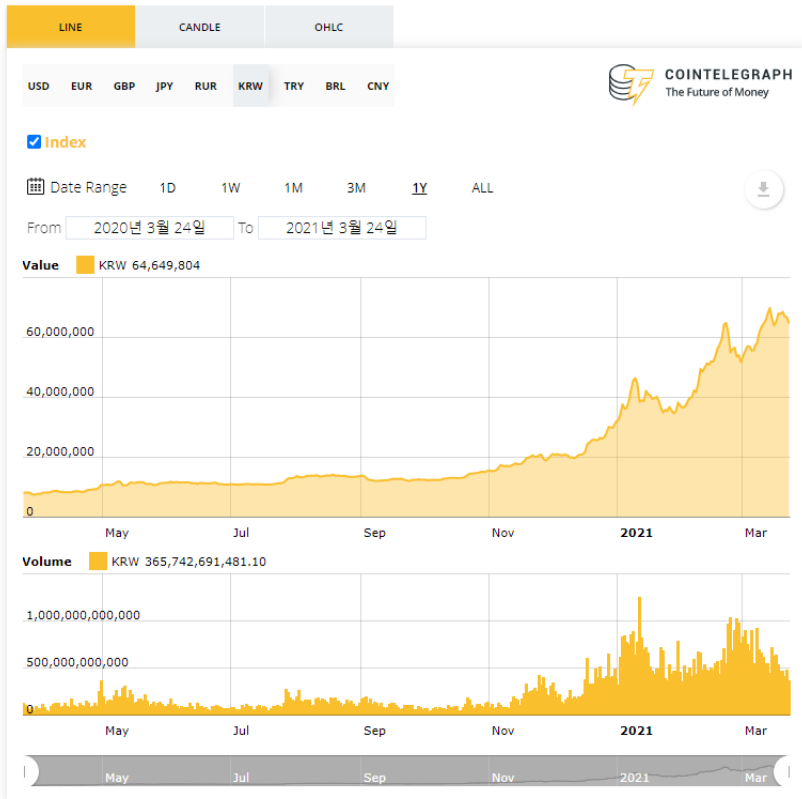 LINE CANDLE OHLC
USD EUR GBP JPY RUR KRW TRY BRL CNY
COINTELEGRAPH
The Future of Money
Index
Date Range 1D 1W 1M 3M 1Y ALL
From 2020년 3월 24일 To 2021년 3월 24일
Value KRW 64,649,804
60,000,000
40,000,000
20,000,000
0
May Jul Sep Nov 2021 Mar
Volume KRW 365,742,691,481.10
1,000,000,000,000
500,000,000,000
0
May Jul Sep Nov 2021 Mar
May Jul Sep Nov 2021 Mar